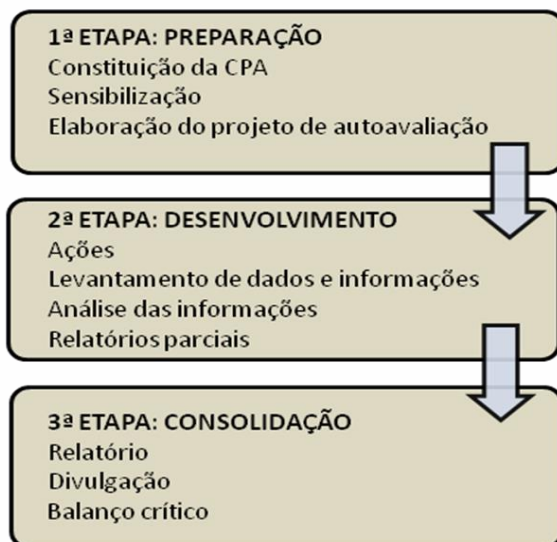 1ª ETAPA: PREPARAÇÃO
Constituição da CPA
Sensibilização
Elaboração do projeto de autoavaliação
2ª ETAPA: DESENVOLVIMENTO
Ações
Levantamento de dados e informações
Análise das informações
Relatórios parciais
3ª ETAPA: CONSOLIDAÇÃO
Relatório
Divulgação
Balanço crítico